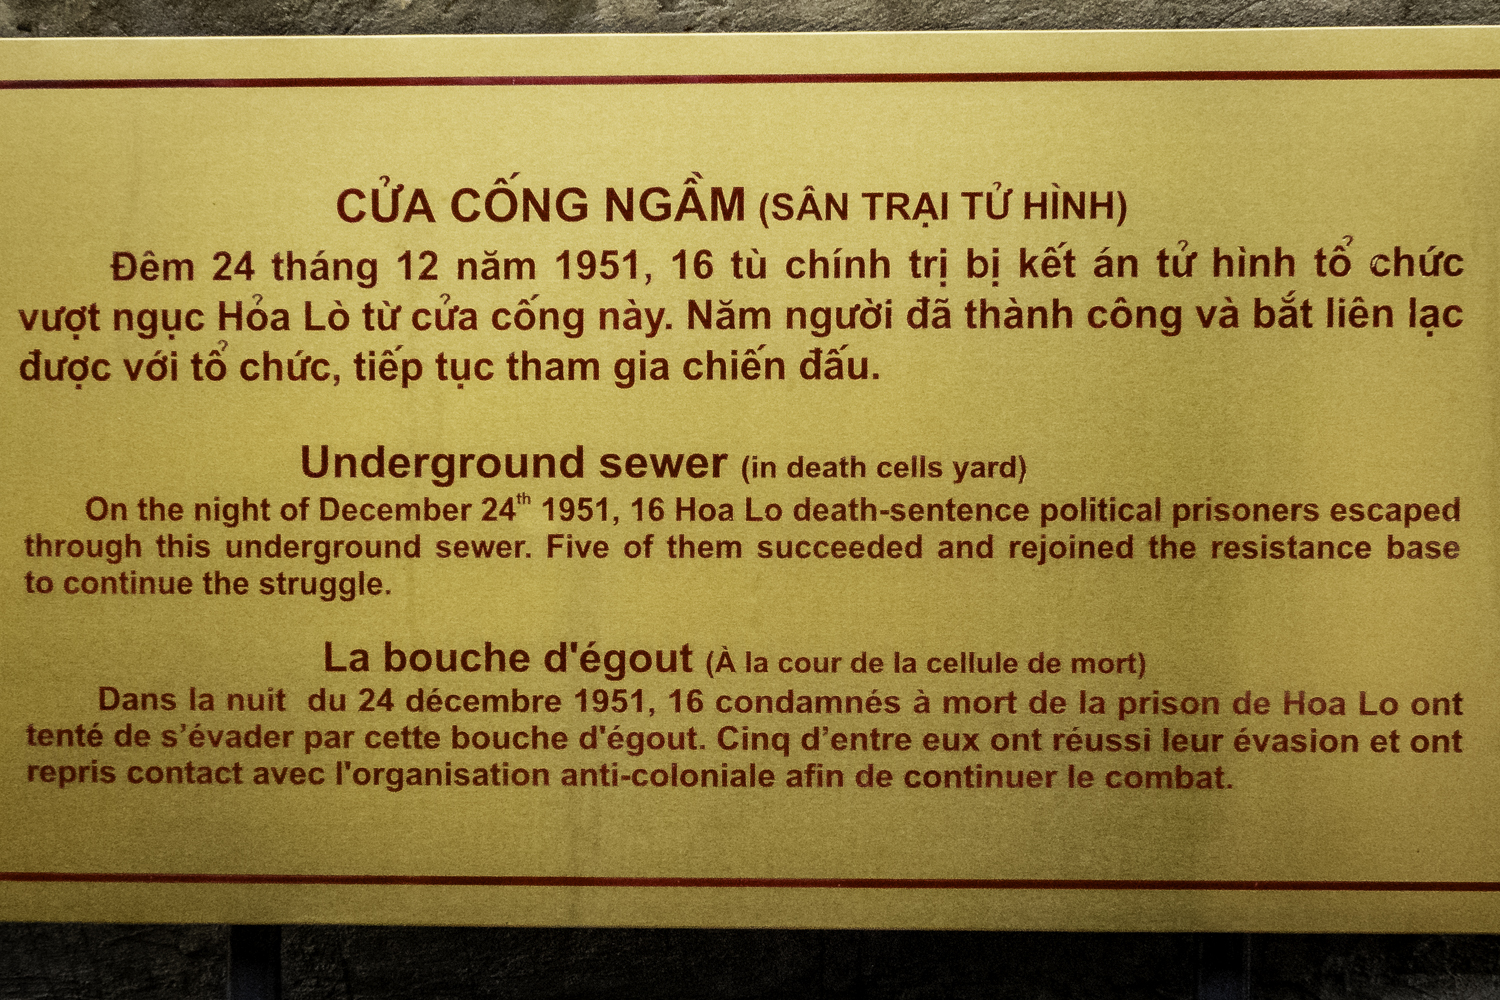 CỬA CỐNG NGẦM (SÂN TRẠI TỬ HÌNH)
Đêm 24 tháng 12 năm 1951, 16 tù chính trị bị kết án tử hình tổ chức
vượt ngục Hỏa Lò từ cửa cống này. Năm người đã thành công và bắt liên lạc
được với tổ chức, tiếp tục tham gia chiến đấu.
Underground sewer (in death cells yard)
On the night of December 24th 1951, 16 Hoa Lo death-sentence political prisoners escaped
through this underground sewer. Five of them succeeded and rejoined the resistance base
to continue the struggle.
La bouche d'égout (À la cour de la cellule de mort)
Dans la nuit du 24 décembre 1951, 16 condamnés à mort de la prison de Hoa Lo ont
tenté de s’évader par cette bouche d'égout. Cinq d’entre eux ont réussi leur évasion et ont
repris contact avec l'organisation anti-coloniale afin de continuer le combat.